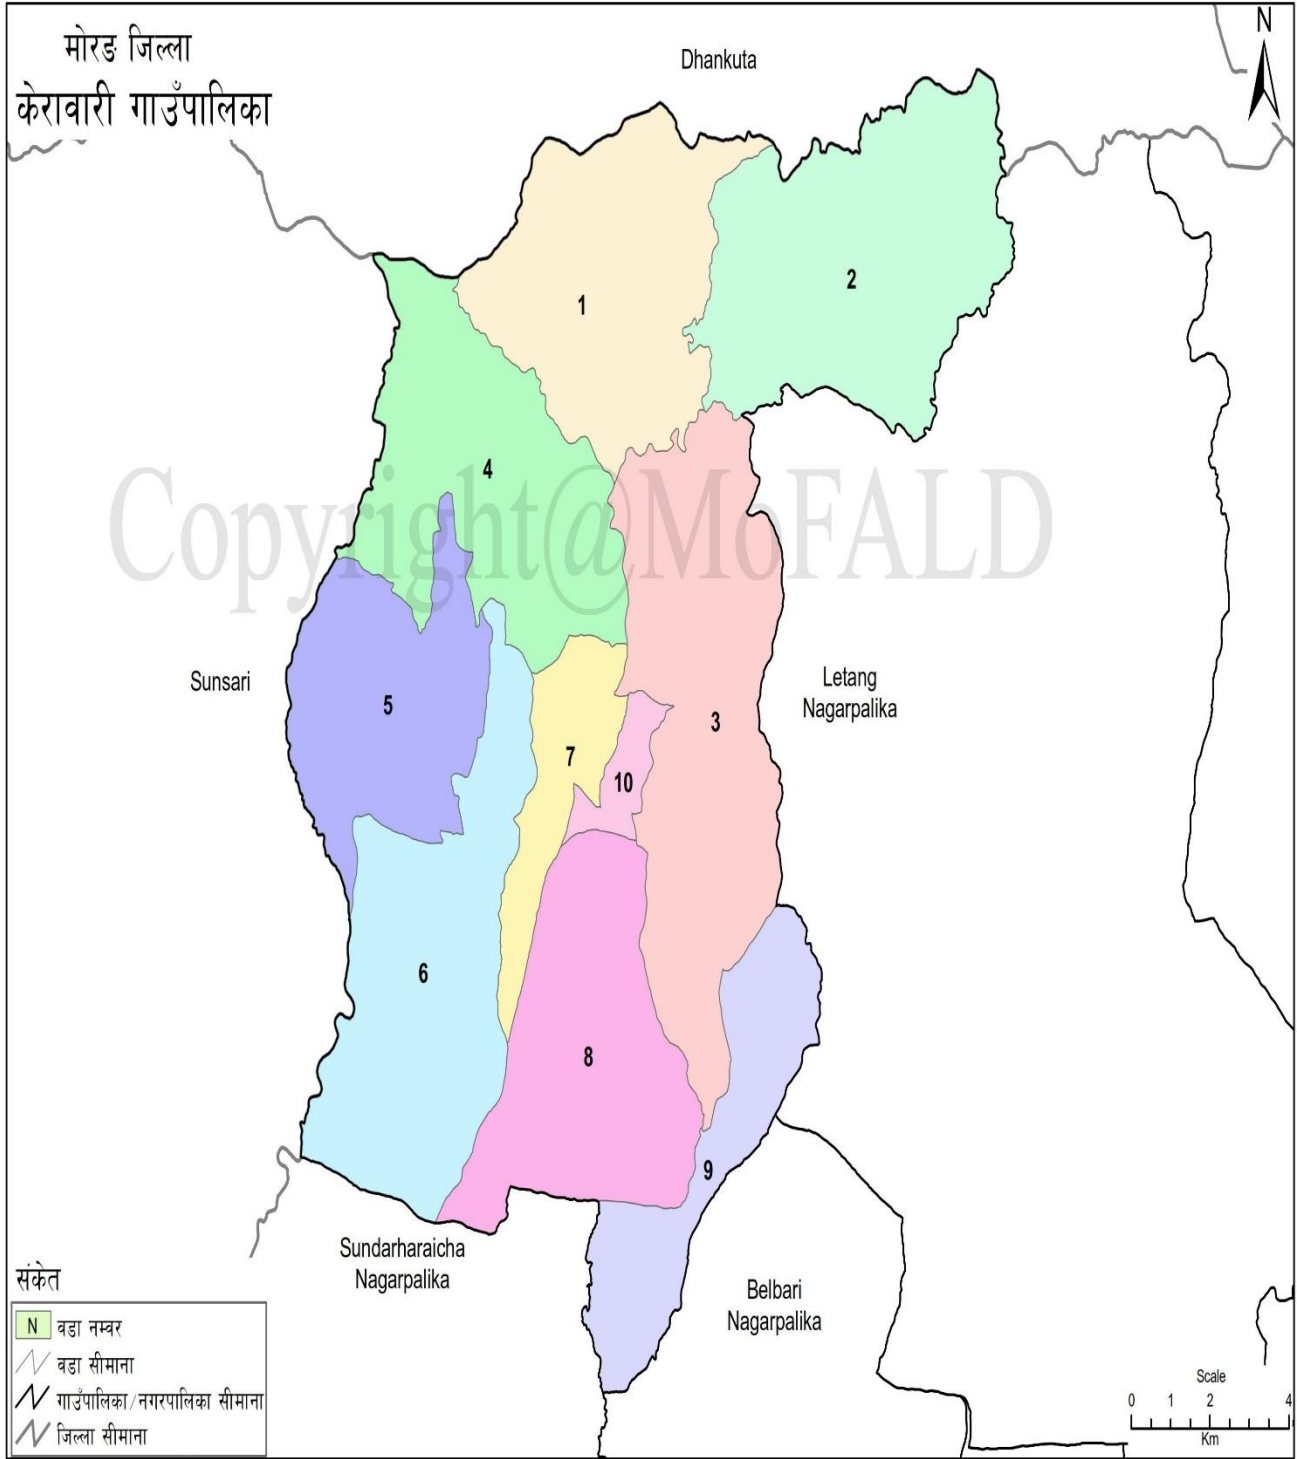 मोरङ जिल्ला
केरावारी गाउँपालिका
N
Dhankuta
1
2
4
Copyright@MoFALD
Sunsari
5
Letang
Nagarpalika
3
7
10
6
8
9
Sundarharaicha
Nagarpalika
Belbari
Nagarpalika
संकेत
N वडा नम्वर
वडा सीमाना
गाउँपालिका/नगरपालिका सीमाना
जिल्ला सीमाना
Scale
0 1 2 4
Km